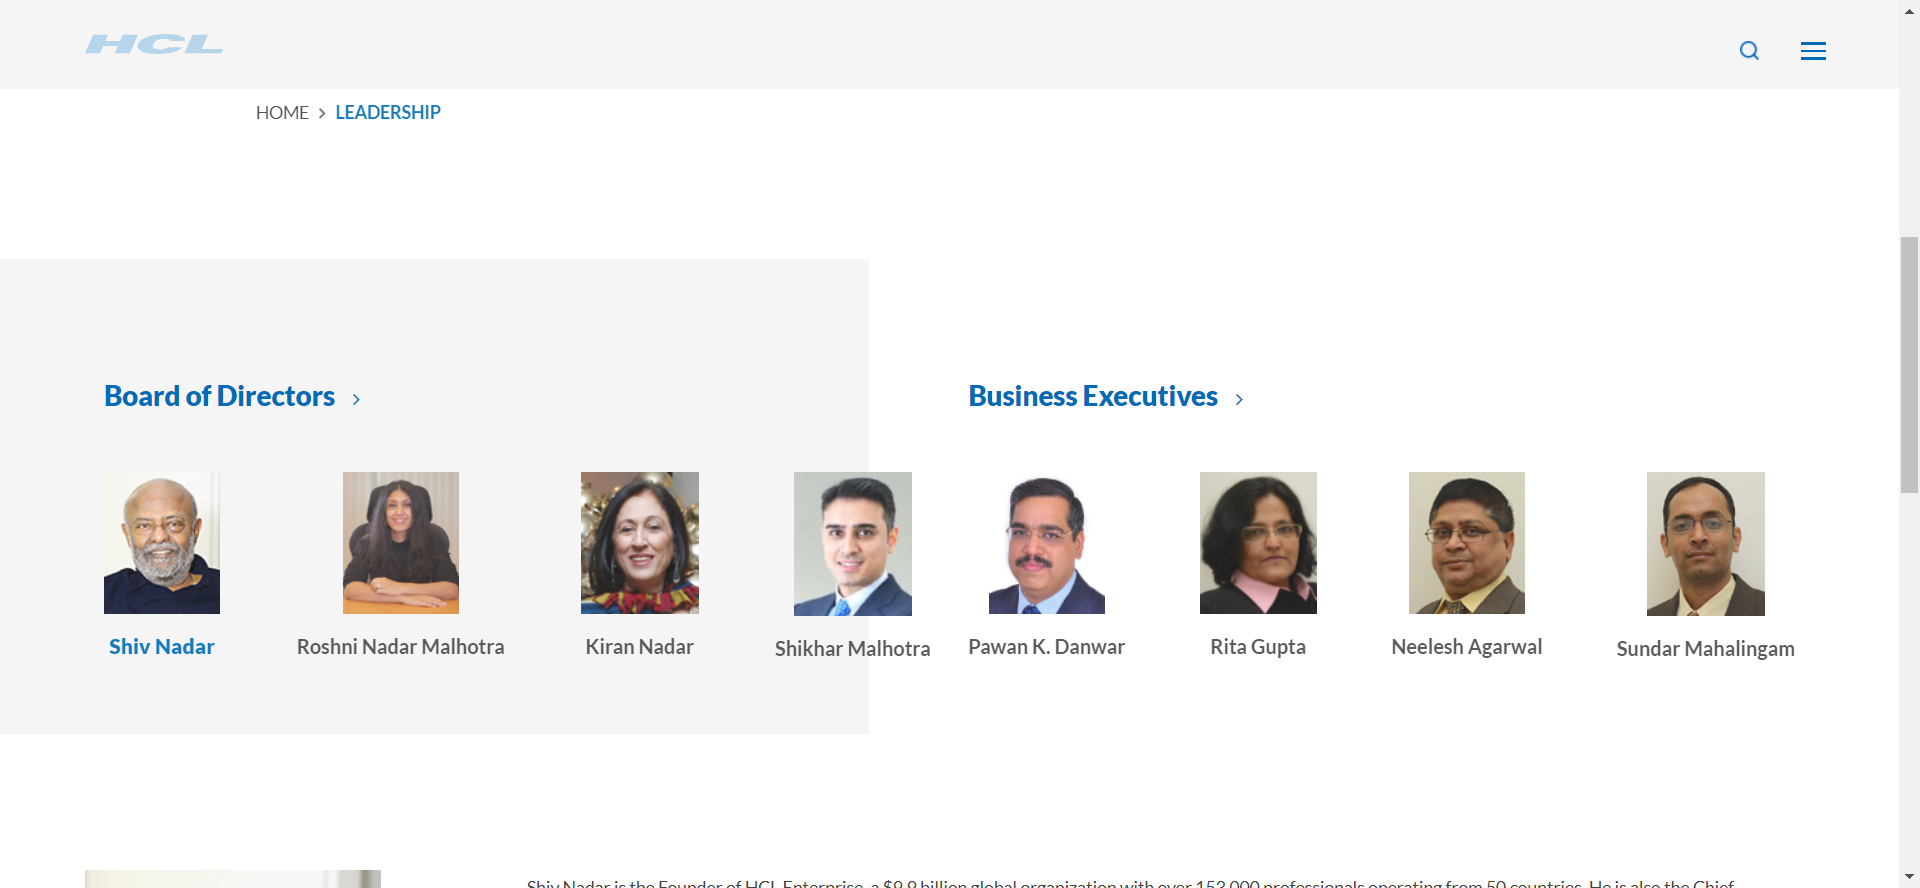 HCL
HOME > LEADERSHIP
Board of Directors >
Business Executives >
Shiv Nadar
Roshni Nadar Malhotra
Kiran Nadar
Shikhar Malhotra
Pawan K. Danwar
Rita Gupta
Neelesh Agarwal
Sundar Mahalingam
Shiv Nadar is the Founder of HCL Enterprise, a $9.9 billion global organization with over 153,000 professionals operating from 50 countries. He is also the Chief